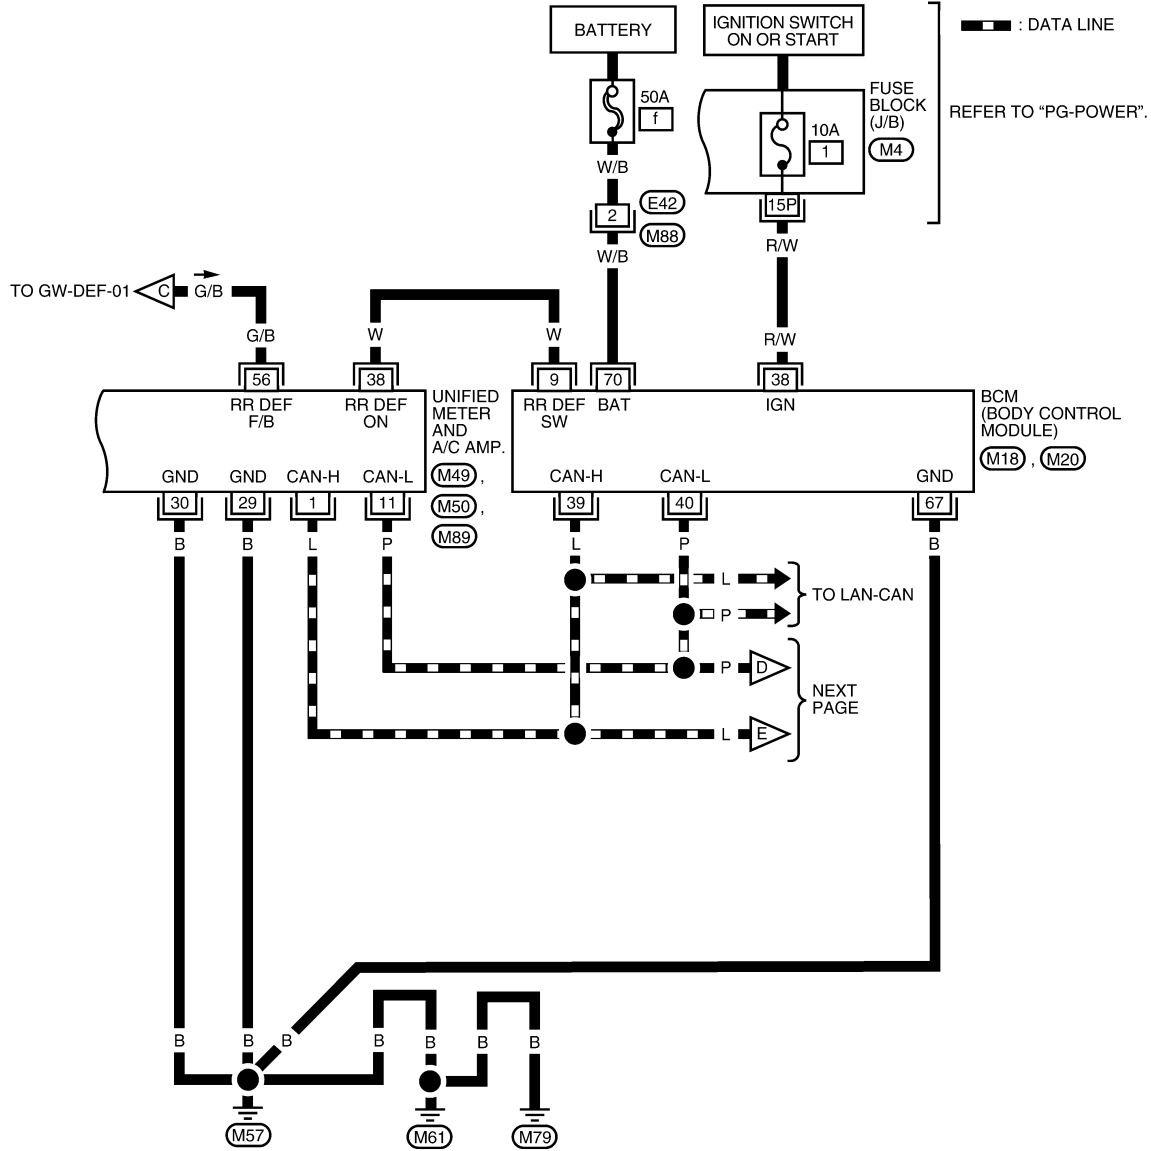 BATTERY
IGNITION SWITCH
ON OR START
: DATA LINE
50A
f
10A
1
FUSE
BLOCK
(J/B)
M4
REFER TO “PG-POWER”.
W/B
15P
2
E42
M88
W/B
R/W
TO GW-DEF-01
C
G/B
G/B
W
W
R/W
56
38
9
70
38
RR DEF
F/B
RR DEF
ON
UNIFIED
METER
AND
A/C AMP.
M49 ,
M50 ,
M89
RR DEF
SW
BAT
IGN
BCM
(BODY CONTROL
MODULE)
M18 , M20
GND
GND
CAN-H
CAN-L
CAN-H
CAN-L
GND
30
29
1
11
39
40
67
B
B
L
P
L
P
B
L
P
TO LAN-CAN
P
D
L
E
NEXT
PAGE
B
B
B
B
B
B
B
M57
M61
M79